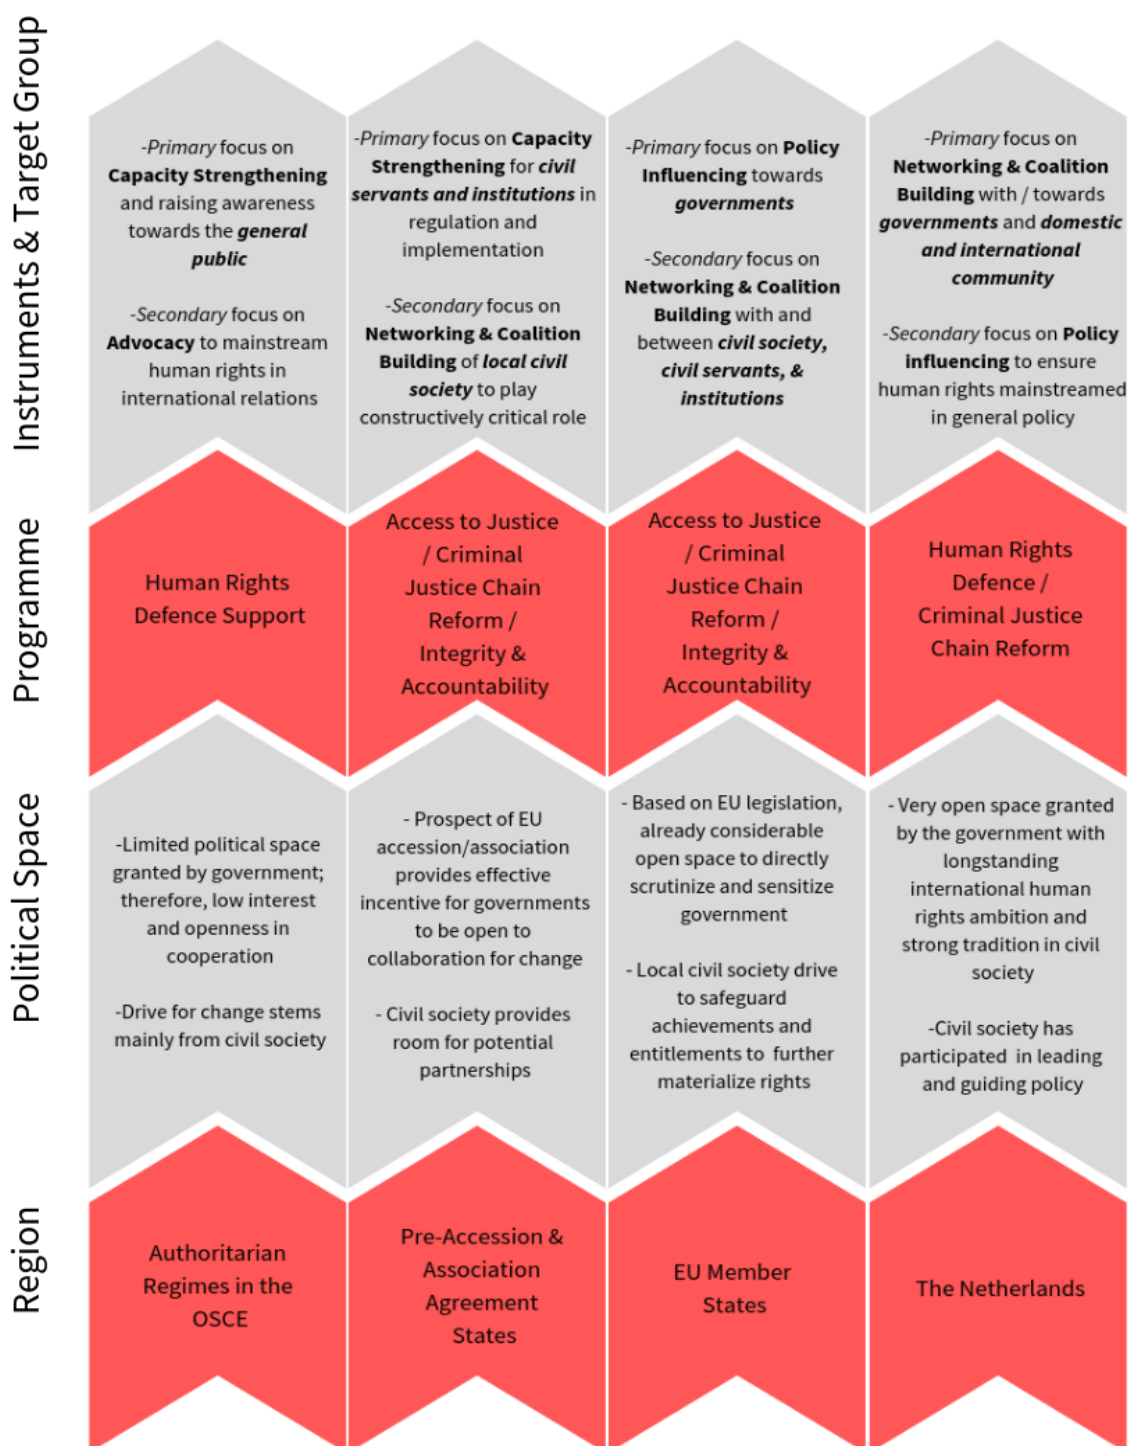 Instruments & Target Group
-Primary focus on
Capacity Strengthening
and raising awareness
towards the general
public
-Secondary focus on
Advocacy to mainstream
human rights in
international relations
-Primary focus on Capacity
Strengthening for civil
servants and institutions in
regulation and
implementation
-Secondary focus on
Networking & Coalition
Building of local civil
society to play
constructively critical role
-Primary focus on Policy
Influencing towards
governments
-Secondary focus on
Networking & Coalition
Building with and
between civil society,
civil servants, &
institutions
-Primary focus on
Networking & Coalition
Building with / towards
governments and domestic
and international
community
-Secondary focus on Policy
influencing to ensure
human rights mainstreamed
in general policy
Programme
Human Rights
Defence Support
Access to Justice
/ Criminal
Justice Chain
Reform /
Integrity &
Accountability
Access to Justice
/ Criminal
Justice Chain
Reform /
Integrity &
Accountability
Human Rights
Defence /
Criminal Justice
Chain Reform
Political Space
-Limited political space
granted by government;
therefore, low interest
and openness in
cooperation
-Drive for change stems
mainly from civil society
- Prospect of EU
accession/association
provides effective
incentive for governments
to be open to
collaboration for change
- Civil society provides
room for potential
partnerships
- Based on EU legislation,
already considerable
open space to directly
scrutinize and sensitize
government
- Local civil society drive
to safeguard
achievements and
entitlements to further
materialize rights
- Very open space granted
by the government with
longstanding
international human
rights ambition and
strong tradition in civil
society
-Civil society has
participated in leading
and guiding policy
Region
Authoritarian
Regimes in the
OSCE
Pre-Accession &
Association
Agreement
States
EU Member
States
The Netherlands